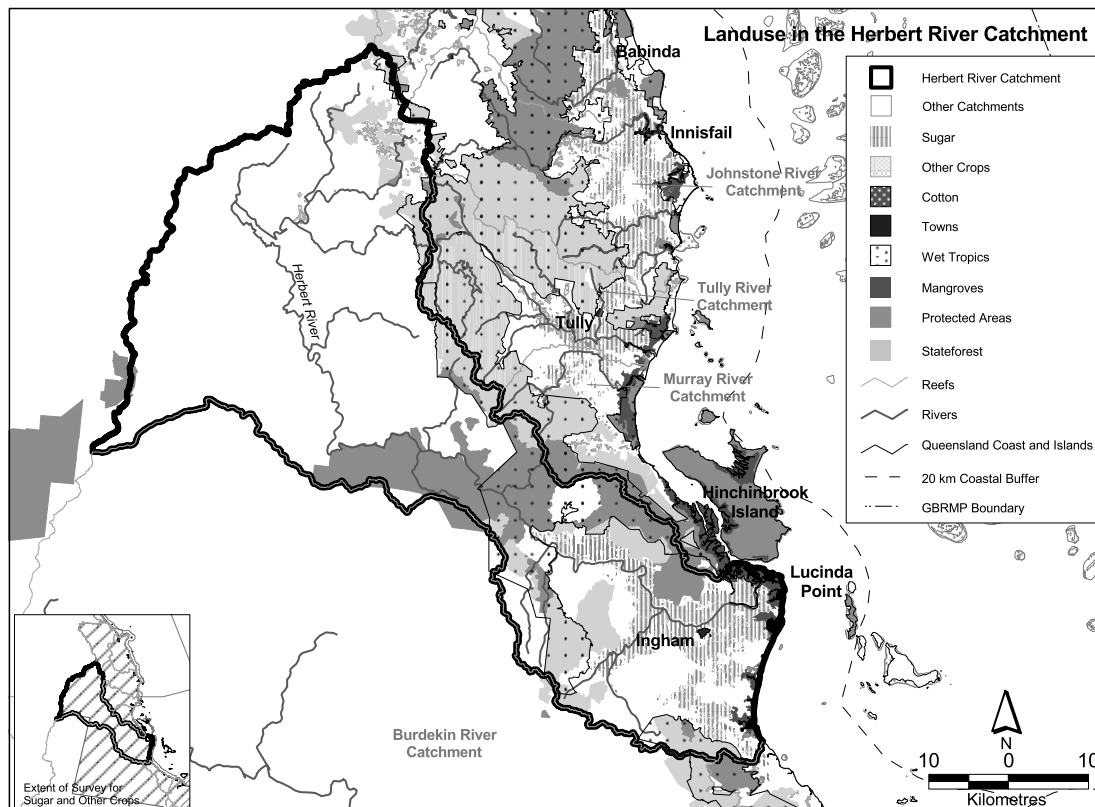 Landuse in the Herbert River Catchment
Babinda
Innisfail
Johnstone River
Catchment
Herbert River
Tully River
Catchment
Tully
Murray River
Catchment
Hinchinbrook
Island
Lucinda
Point
Ingham
Burdekin River
Catchment
Herbert River Catchment
Other Catchments
Sugar
Other Crops
Cotton
Towns
Wet Tropics
Mangroves
Protected Areas
Stateforest
Reefs
Rivers
Queensland Coast and Islands
20 km Coastal Buffer
GBRMP Boundary
Extent of Survey for
Sugar and Other Crops
N
10 0 10
Kilometres